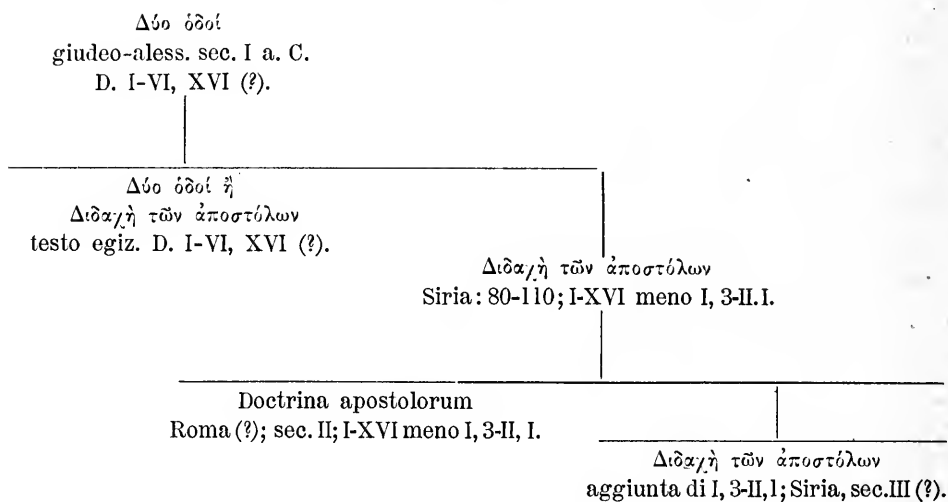 Δύο ὁδοί
giudeo-aless. sec. I a. C.
D. I-VI, XVI (?).
Δύο ὁδοί ἤ
Διδαχὴ τῶν ἀποστόλων
testo egiz. D. I-VI, XVI (?).
Διδαχὴ τῶν ἀποστόλων
Siria: 80-110; I-XVI meno I, 3-II. I.
Doctrina apostolorum
Roma (?); sec. II; I-XVI meno I, 3-II, I.
Διδαχὴ τῶν ἀποστόλων
aggiunta di I, 3-II,1; Siria, sec. III (?).